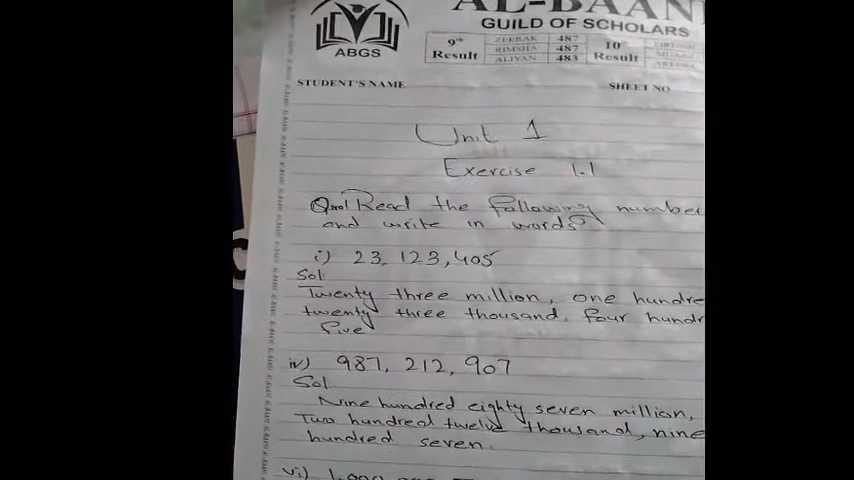 AL-BAAN
GUILD OF SCHOLARS
ABGS
9th Result
ZEERAK 487
RIMSHA 487
ALIYAN 483
10th Result
STUDENT'S NAME
SHEET NO
Unit 1
Exercise 1.1
Read the following number
and write in words
i) 23, 123, 405
Sol
Twenty three million, one hundre
twenty three thousand, four hundr
five
iv) 987, 212, 907
Sol
Nine hundred eighty seven million,
Two hundred twelve thousand, nine
hundred seven.
vi)